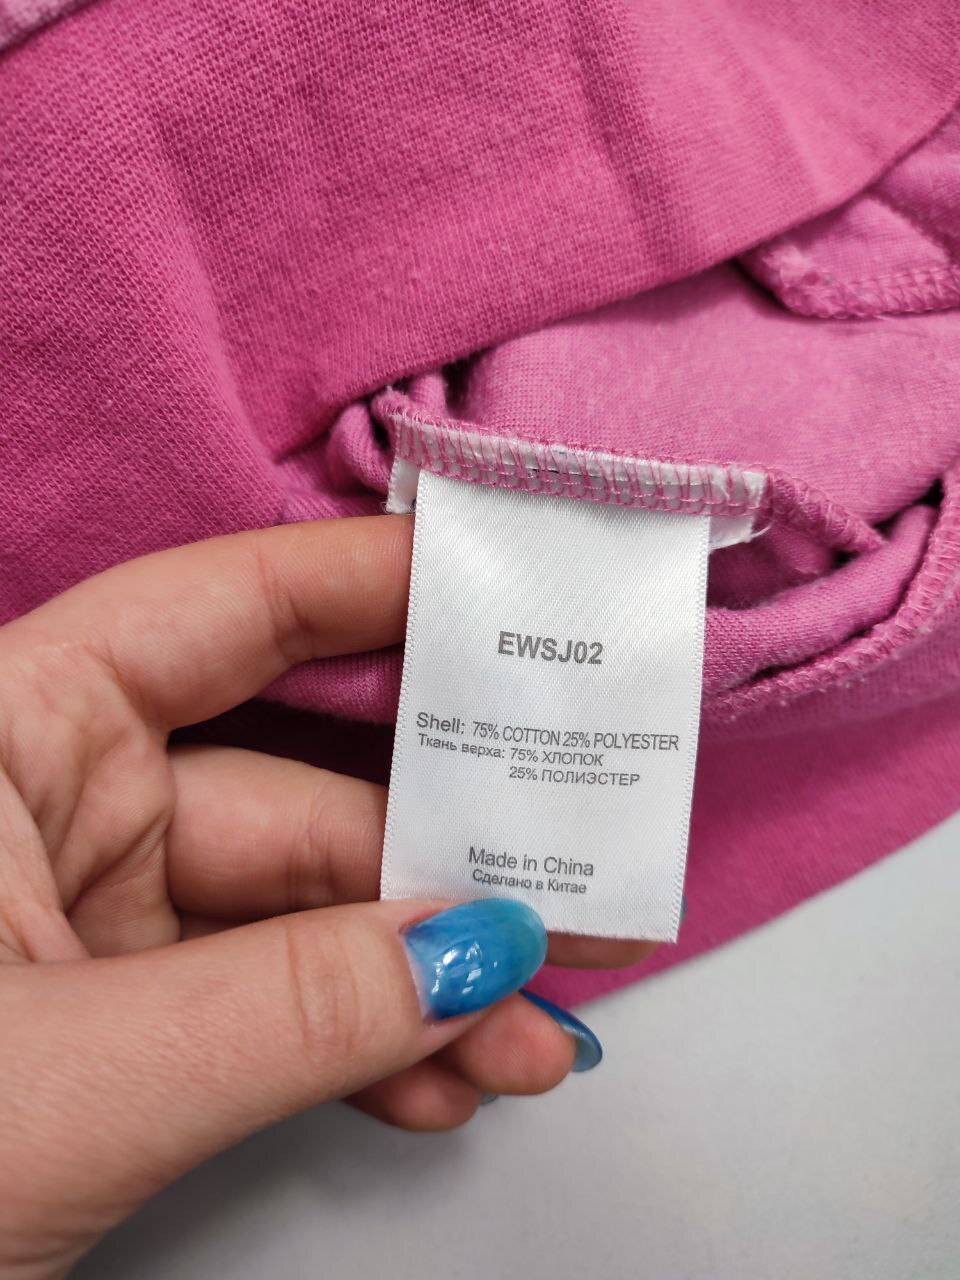 EWSJ02
Shell: 75% COTTON 25% POLYESTER
Ткань верха: 75% ХЛОПОК
25% ПОЛИЭСТЕР
Made in China
Сделано в Китае